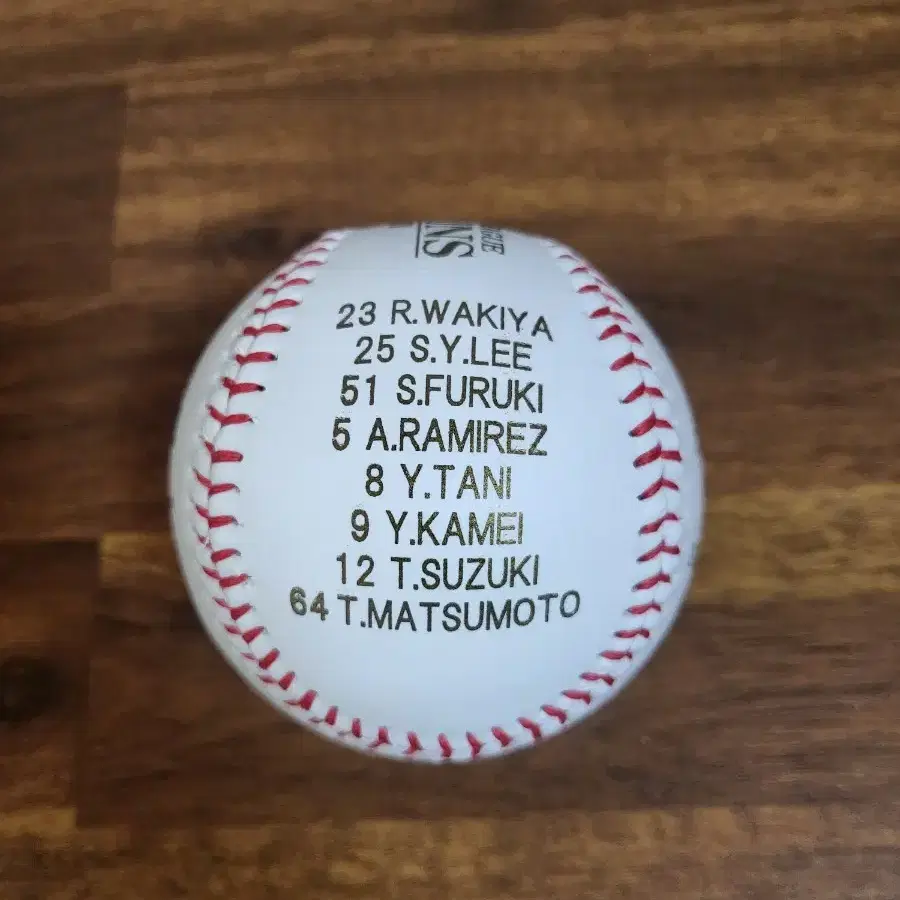 23 R.WAKIYA
25 S.Y.LEE
51 S.FURUKI
5 A.RAMIREZ
8 Y.TANI
9 Y.KAMEI
12 T.SUZUKI
64 T.MATSUMOTO